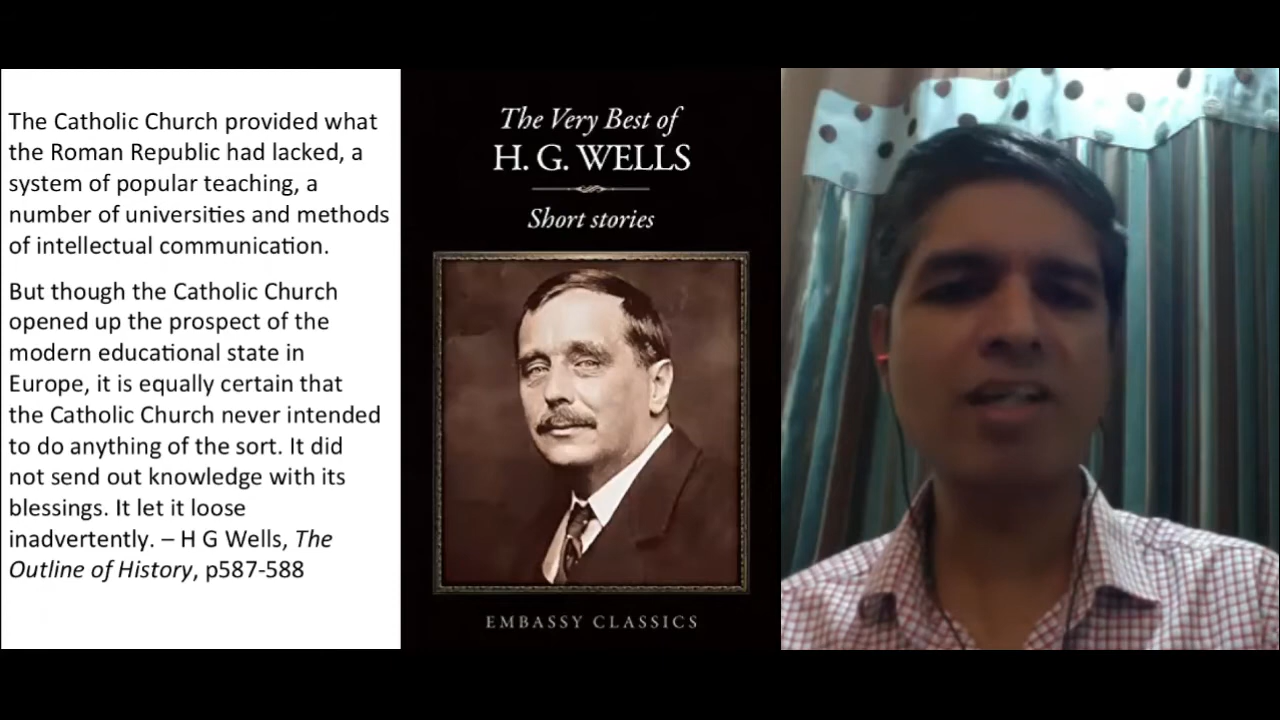 The Catholic Church provided what
the Roman Republic had lacked, a
system of popular teaching, a
number of universities and methods
of intellectual communication.
But though the Catholic Church
opened up the prospect of the
modern educational state in
Europe, it is equally certain that
the Catholic Church never intended
to do anything of the sort. It did
not send out knowledge with its
blessings. It let it loose
inadvertently. – H G Wells, The
Outline of History, p587-588
The Very Best of
H. G. WELLS
Short stories
EMBASSY CLASSICS